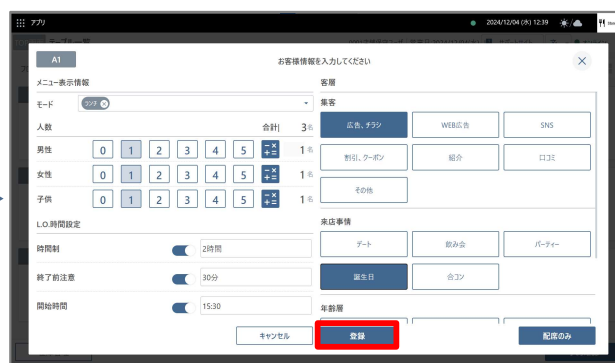 アプリ
2024/12/04 (水) 12:39
A1
お客様情報を入力してください
メニュー表示情報
モード
ランチ
人数
合計
3名
男性
0 1 2 3 4 5
1名
女性
0 1 2 3 4 5
1名
子供
0 1 2 3 4 5
1名
L.O.時間設定
時間制
2時間
終了前注意
30分
開始時間
15:30
客層
集客
広告、チラシ
WEB広告
SNS
割引、クーポン
紹介
口コミ
その他
来店事情
デート
飲み会
パーティー
誕生日
合コン
年齢層
キャンセル
登録
配席のみ